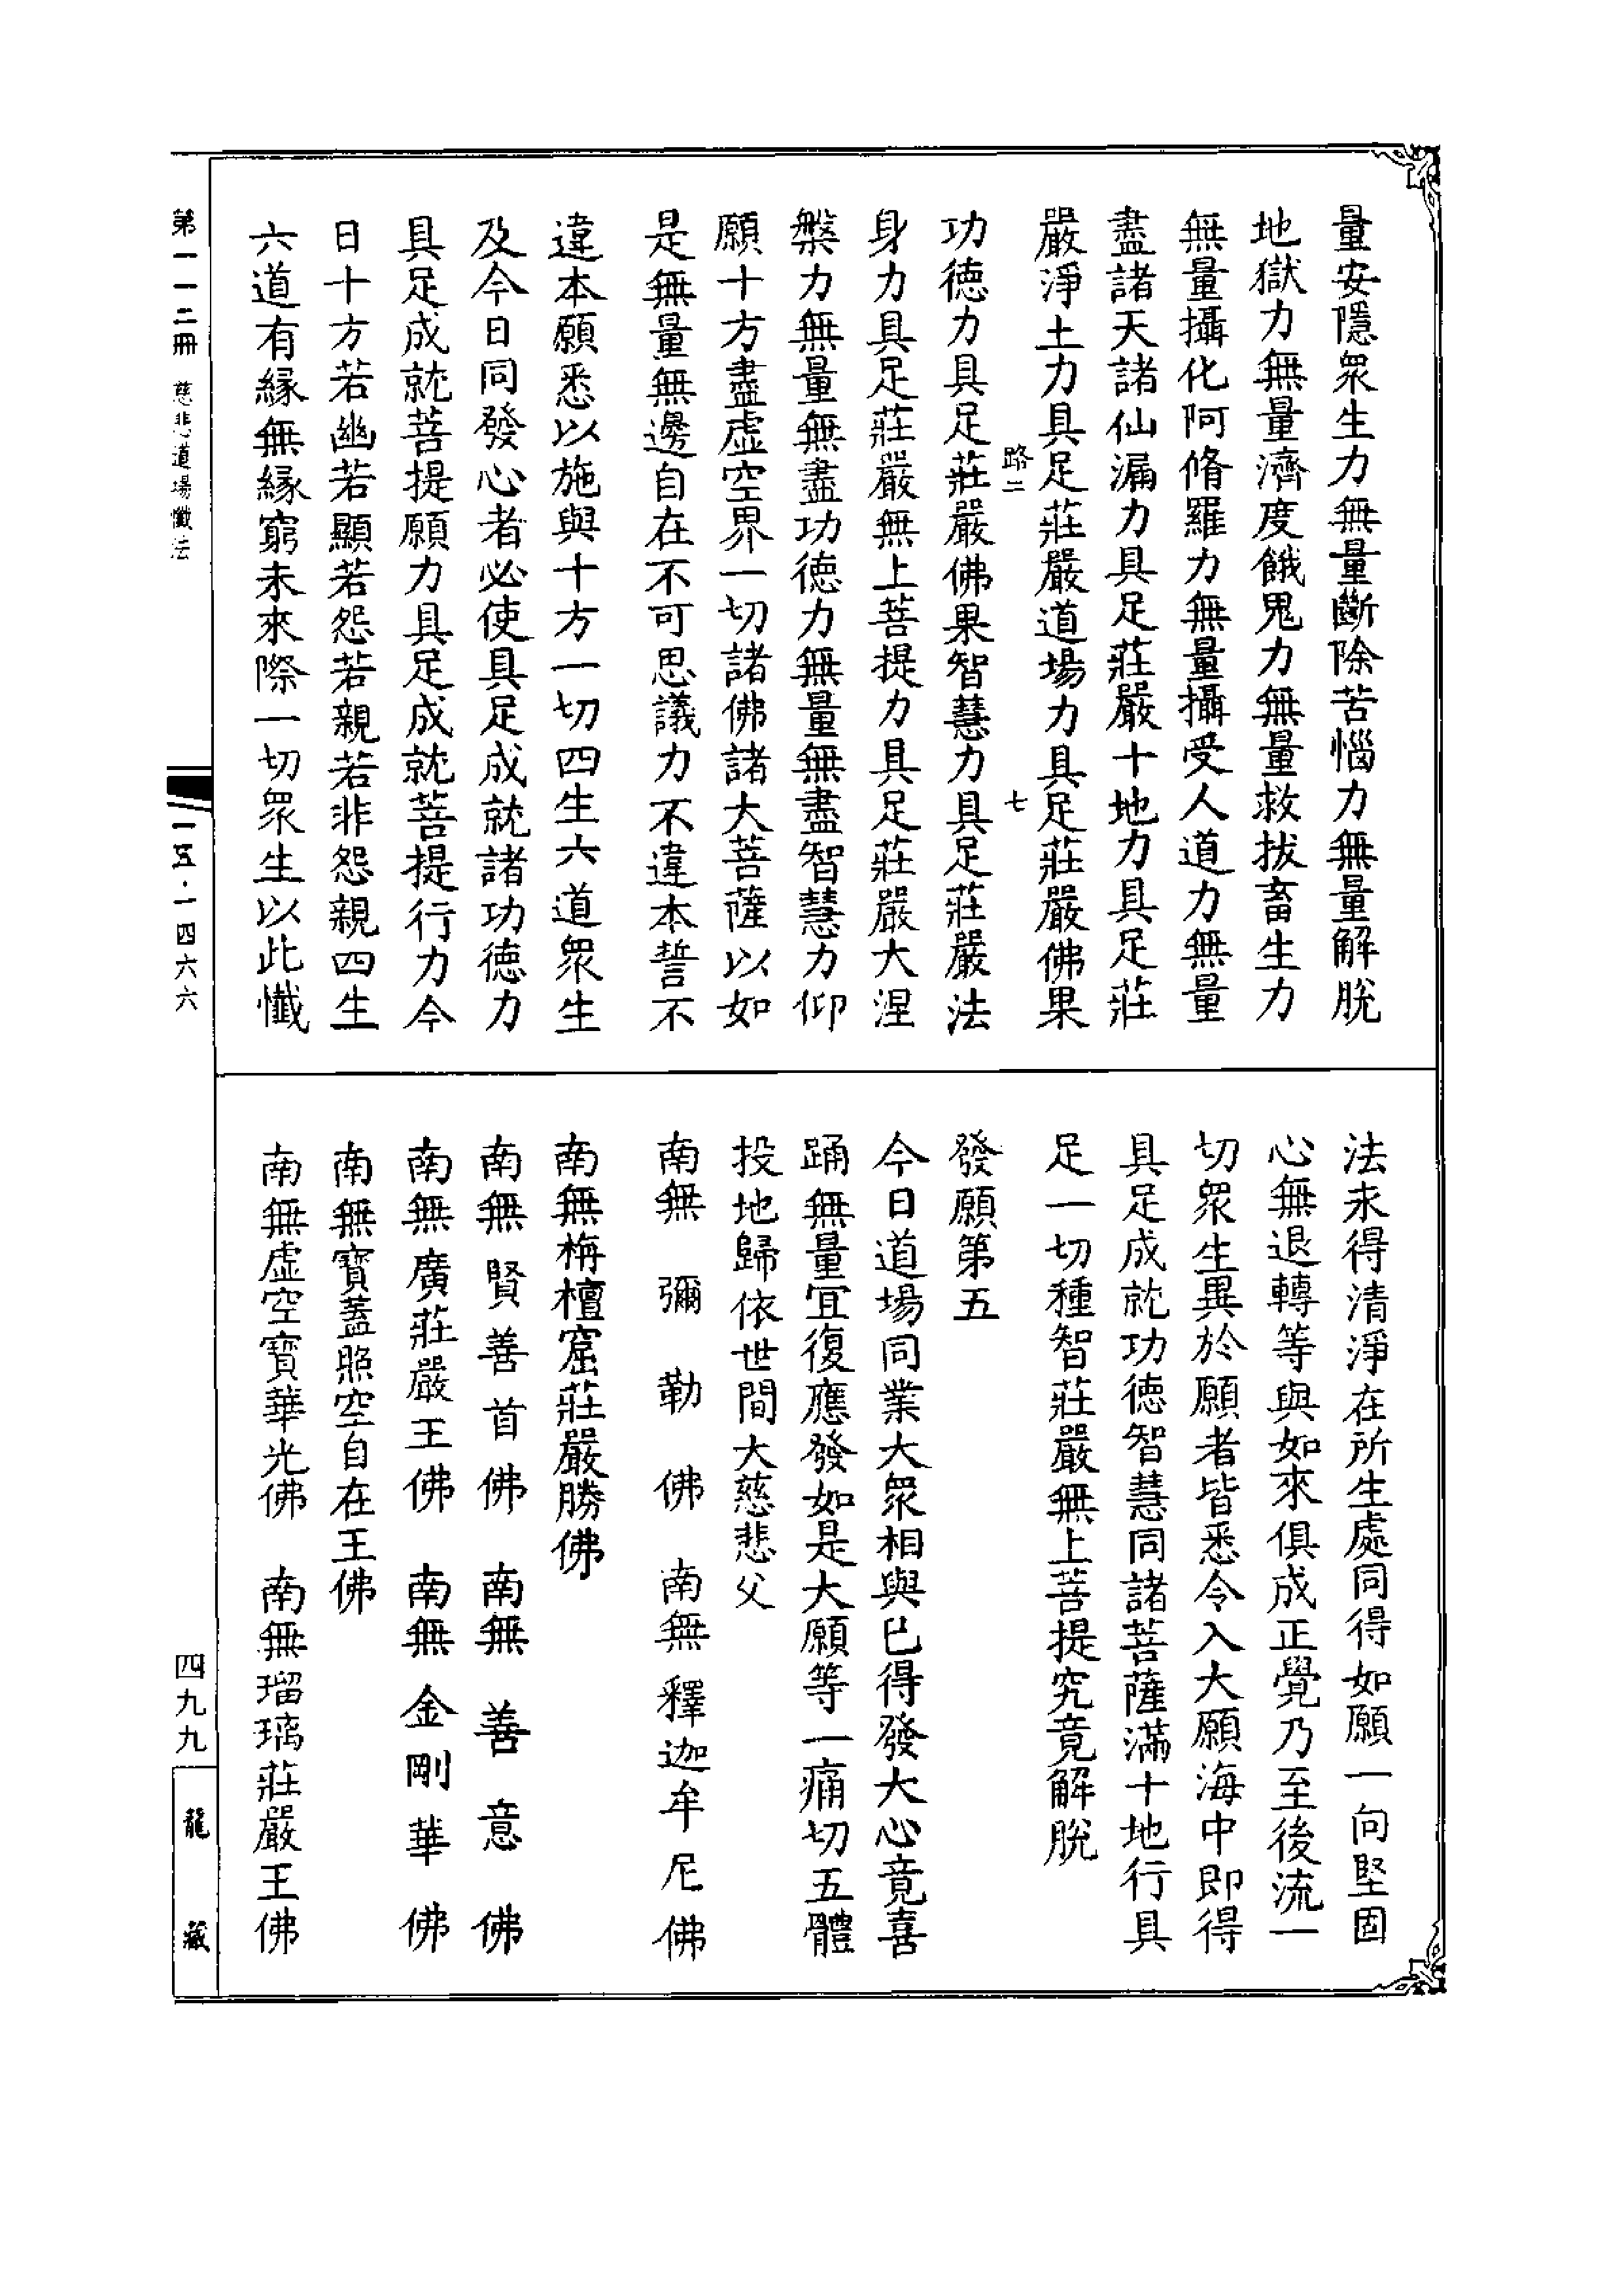 量安隱眾生力無量斷除苦惱力無量解脫
地獄力無量濟度餓鬼力無量救拔畜生力
無量攝化阿脩羅力無量攝受人道力無量
盡諸天諸仙漏力具足莊嚴十地力具足莊
嚴淨土力具足莊嚴道場力具足莊嚴佛果
路二 七
功德力具足莊嚴佛果智慧力具足莊嚴法
身力具足莊嚴無上菩提力具足莊嚴大涅
槃力無量無盡功德力無量無盡智慧力仰
願十方盡虛空界一切諸佛諸大菩薩以如
是無量無邊自在不可思議力不違本誓不
違本願悉以施與十方一切四生六道眾生
及今日同發心者必使具足成就諸功德力
具足成就菩提願力具足成就菩提行力今
日十方若幽若顯若怨若親若非怨親四生
六道有緣無緣窮未來際一切眾生以此懺
法未得清淨在所生處同得如願一向堅固
心無退轉等與如來俱成正覺乃至後流一
切眾生異於願者皆悉令入大願海中即得
具足成就功德智慧同諸菩薩滿十地行具
足一切種智莊嚴無上菩提究竟解脫
發願第五
今日道場同業大眾相與已得發大心竟喜
踊無量宜復應發如是大願等一痛切五體
投地歸依世間大慈悲父
南無彌勒佛 南無釋迦牟尼佛
南無栴檀窟莊嚴勝佛
南無賢善首佛 南無善意佛
南無廣莊嚴王佛 南無金剛華佛
南無寶蓋照空自在王佛
南無虛空寶華光佛 南無瑠璃莊嚴王佛
第一一二冊 慈悲道場懺法
一五·一四六六
四九九
龍藏